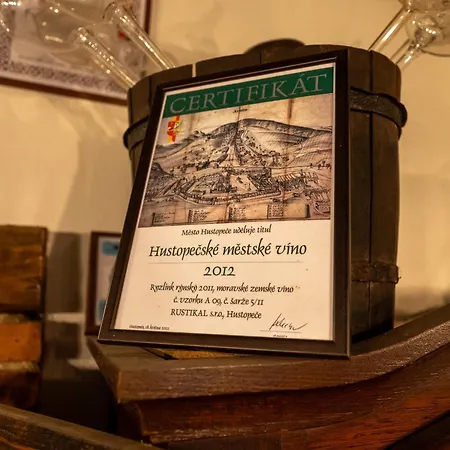 CERTIFIKÁT
Město Hustopeče uděluje titul
Hustopečské městské víno
2012
Ryzlink rýnský 2011, moravské zemské víno
č. vzorku A 09, č. šarže 5/11
RUSTIKAL s.r.o., Hustopeče